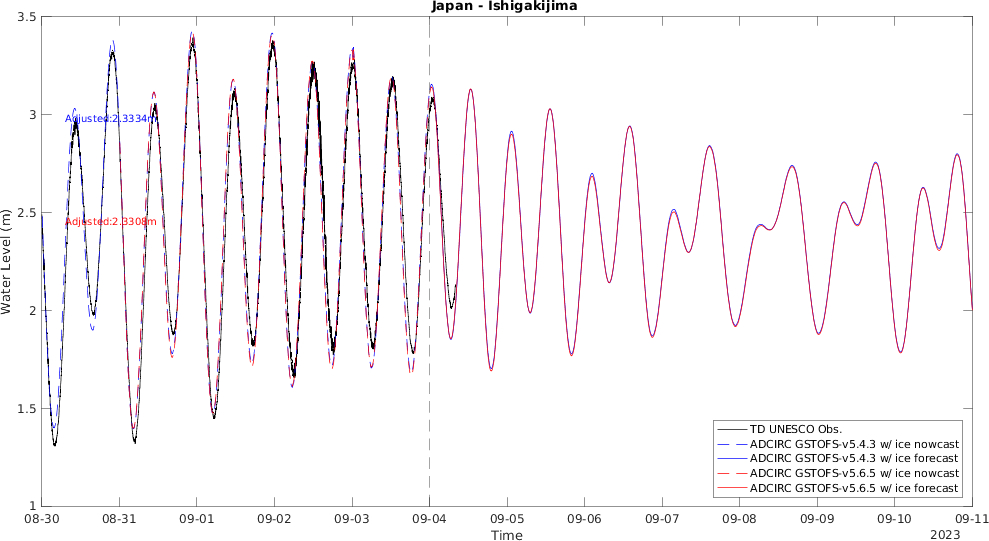 Japan - Ishigakijima
3.5
3
2.5
2
1.5
1
Water Level (m)
Adjusted:2.3334m
Adjusted:2.3308m
TD UNESCO Obs.
ADCIRC GSTOFS-v5.4.3 w/ ice nowcast
ADCIRC GSTOFS-v5.4.3 w/ ice forecast
ADCIRC GSTOFS-v5.6.5 w/ ice nowcast
ADCIRC GSTOFS-v5.6.5 w/ ice forecast
08-30 08-31 09-01 09-02 09-03 09-04 09-05 09-06 09-07 09-08 09-09 09-10 09-11
Time
2023